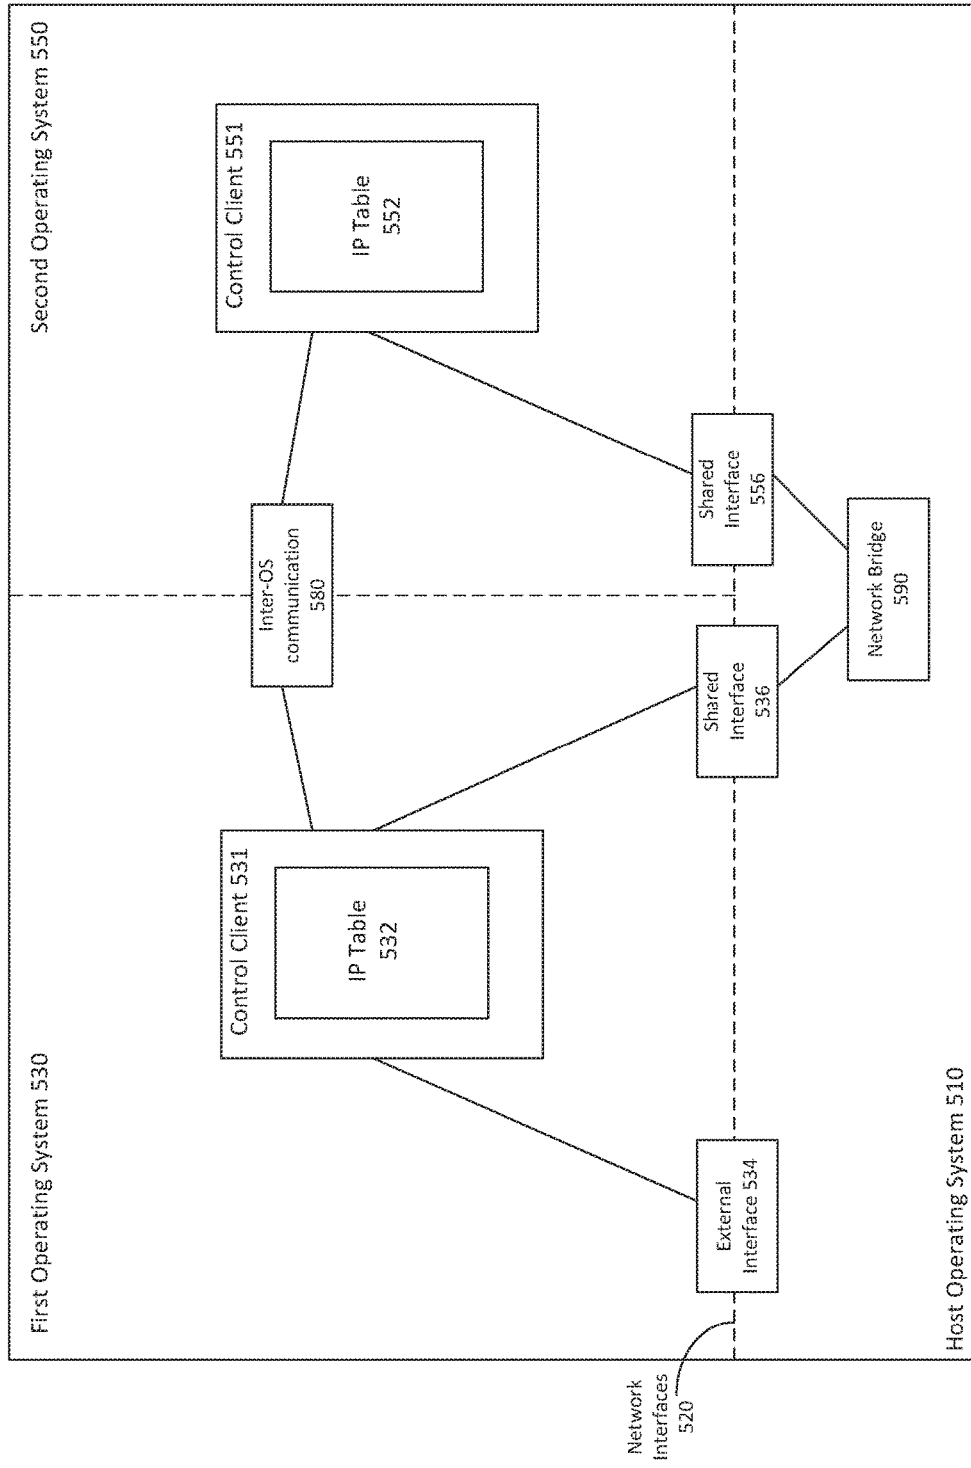 First Operating System 530
Second Operating System 550
Control Client 531
IP Table
532
Inter-OS
communication
580
Control Client 551
IP Table
552
External
Interface 534
Shared
Interface
536
Shared
Interface
556
Network
Interfaces
520
Network Bridge
590
Host Operating System 510